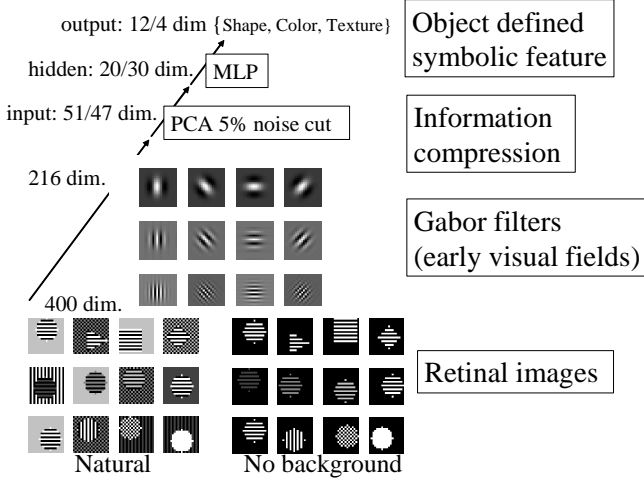 output: 12/4 dim {Shape, Color, Texture}
Object defined
symbolic feature
hidden: 20/30 dim.
MLP
input: 51/47 dim.
PCA 5% noise cut
Information
compression
216 dim.
Gabor filters
(early visual fields)
400 dim.
Retinal images
Natural
No background